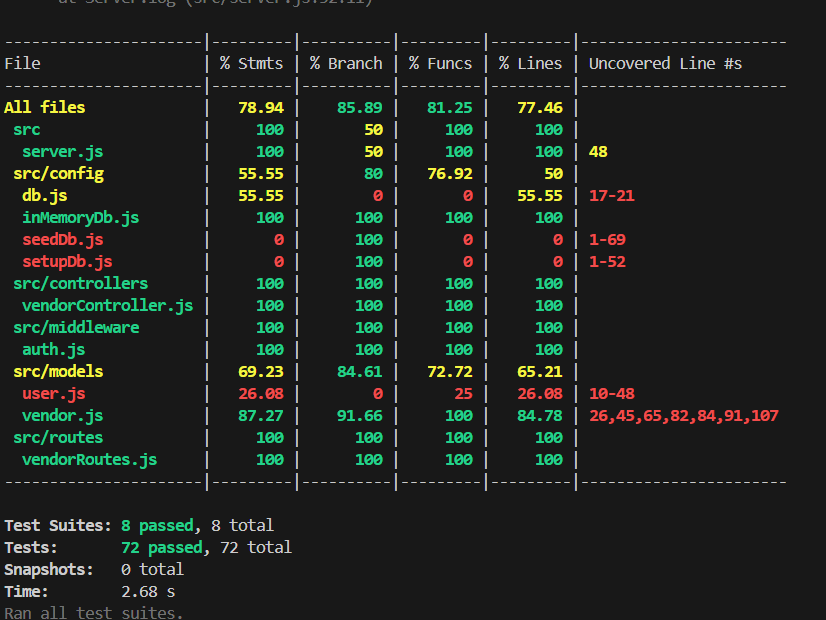 at Server.log (src/server.js:52:11)
----------------------|---------|----------|---------|---------|-----------------------
File                  | % Stmts | % Branch | % Funcs | % Lines | Uncovered Line #s
----------------------|---------|----------|---------|---------|-----------------------
All files             |   78.94 |    85.89 |   81.25 |   77.46 |
 src                  |     100 |       50 |     100 |     100 |
  server.js           |     100 |       50 |     100 |     100 | 48
 src/config           |   55.55 |       80 |   76.92 |      50 |
  db.js               |   55.55 |        0 |       0 |   55.55 | 17-21
  inMemoryDb.js       |     100 |      100 |     100 |     100 |
  seedDb.js           |       0 |      100 |       0 |       0 | 1-69
  setupDb.js          |       0 |      100 |       0 |       0 | 1-52
 src/controllers      |     100 |      100 |     100 |     100 |
  vendorController.js |     100 |      100 |     100 |     100 |
 src/middleware       |     100 |      100 |     100 |     100 |
  auth.js             |     100 |      100 |     100 |     100 |
 src/models           |   69.23 |    84.61 |   72.72 |   65.21 |
  user.js             |   26.08 |        0 |      25 |   26.08 | 10-48
  vendor.js           |   87.27 |    91.66 |     100 |   84.78 | 26,45,65,82,84,91,107
 src/routes           |     100 |      100 |     100 |     100 |
  vendorRoutes.js     |     100 |      100 |     100 |     100 |
----------------------|---------|----------|---------|---------|-----------------------
Test Suites: 8 passed, 8 total
Tests:       72 passed, 72 total
Snapshots:   0 total
Time:        2.68 s
Ran all test suites.